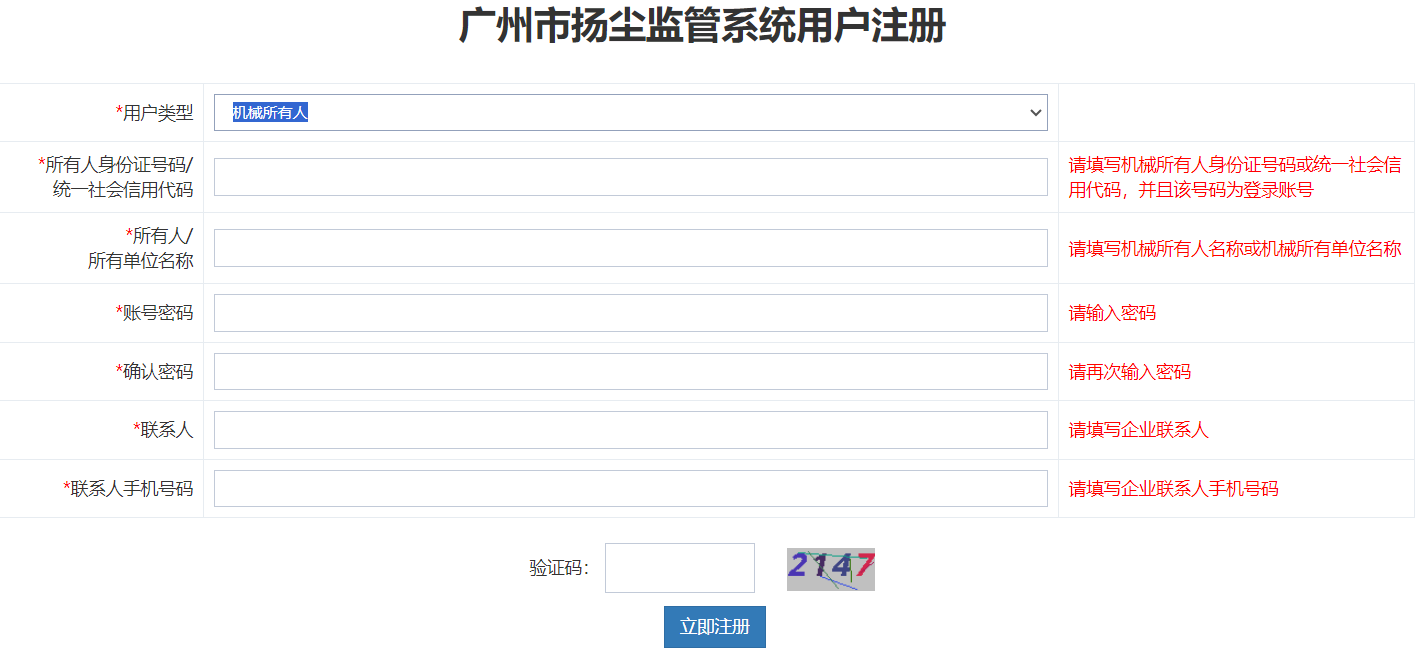 广州市扬尘监管系统用户注册
*用户类型
机械所有人
*所有人身份证号码/
统一社会信用代码
请填写机械所有人身份证号码或统一社会信
用代码，并且该号码为登录账号
*所有人/
所有单位名称
请填写机械所有人名称或机械所有单位名称
*账号密码
请输入密码
*确认密码
请再次输入密码
*联系人
请填写企业联系人
*联系人手机号码
请填写企业联系人手机号码
验证码：
2147
立即注册